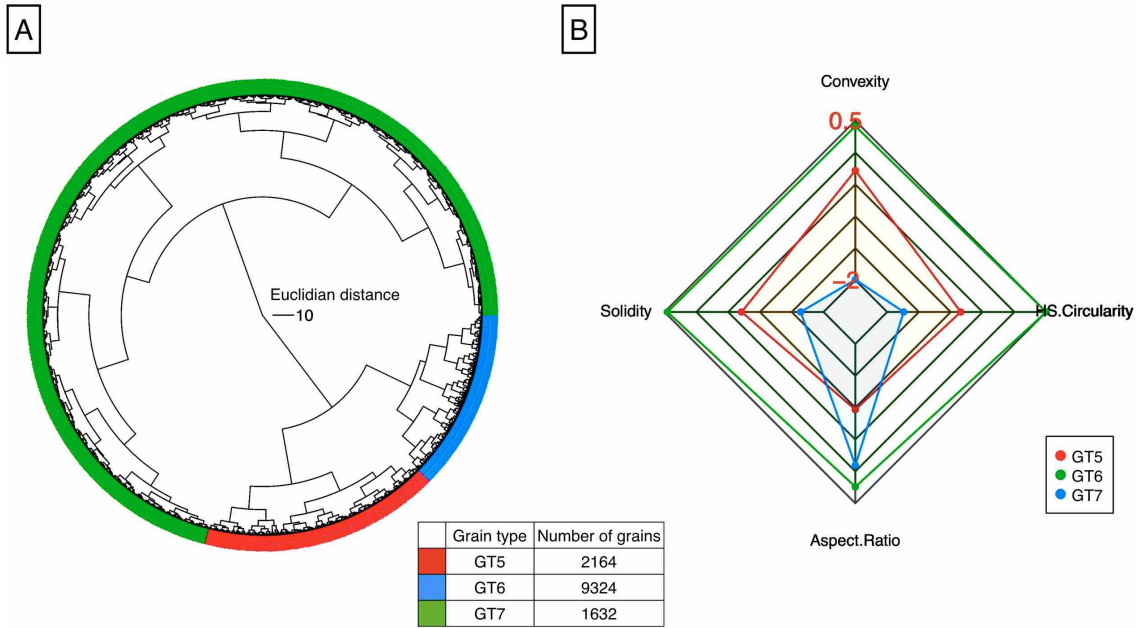 A
B
Convexity
0.5
Euclidian distance
10
−2
Solidity
HS.Circularity
GT5
GT6
GT7
Aspect.Ratio
Grain type Number of grains
GT5 2164
GT6 9324
GT7 1632